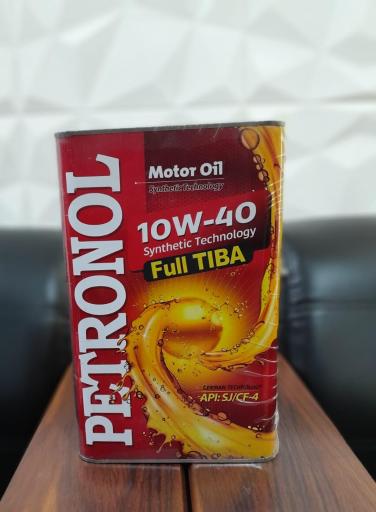 PETRONOL
Motor Oil
Synthetic Technology
10W-40
Synthetic Technology
Full TIBA
GERMAN TECHNOLOGY
API: SJ/CF-4